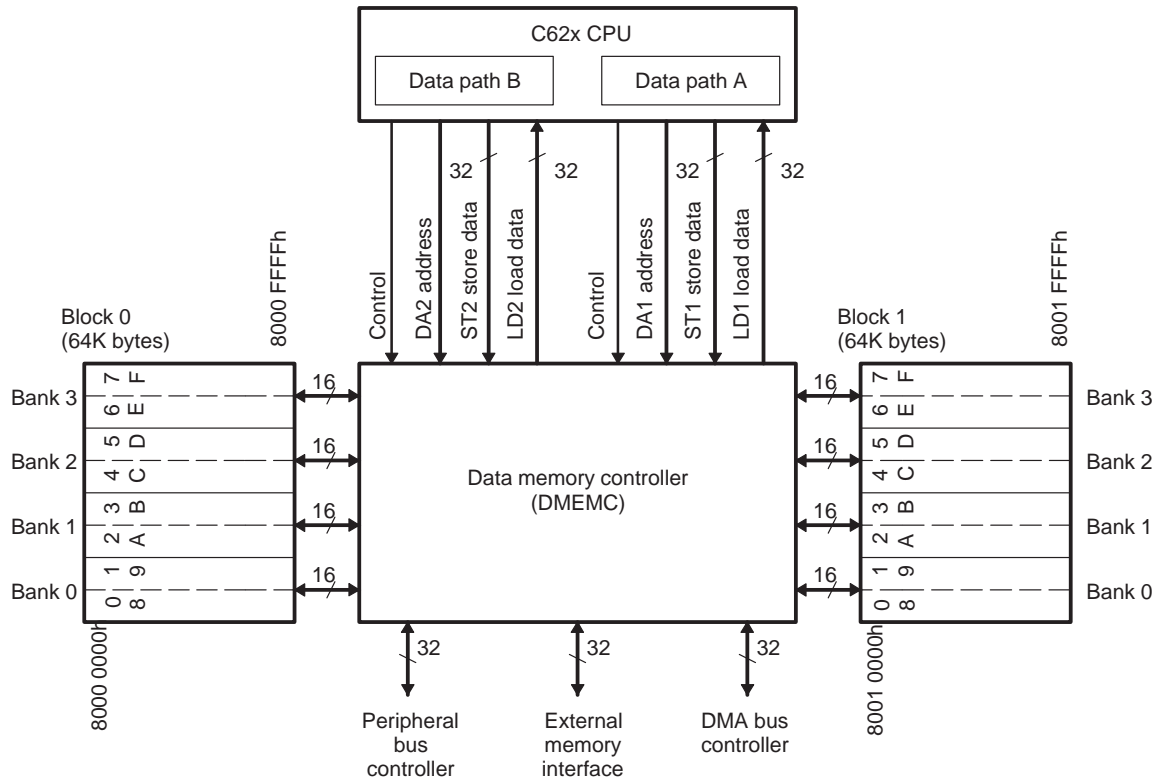 C62x CPU
Data path B
Data path A
32
32
32
32
Control
DA2 address
ST2 store data
LD2 load data
Control
DA1 address
ST1 store data
LD1 load data
Block 0
(64K bytes)
8000 FFFFh
Block 1
(64K bytes)
8001 FFFFh
Bank 3
7 F
6 E
16
16
7 F
6 E
Bank 3
Bank 2
5 D
4 C
16
16
5 D
4 C
Bank 2
Data memory controller
(DMEMC)
Bank 1
3 B
2 A
16
16
3 B
2 A
Bank 1
Bank 0
1 9
0 8
16
16
1 9
0 8
Bank 0
8000 0000h
8001 0000h
32
32
32
Peripheral
bus
controller
External
memory
interface
DMA bus
controller